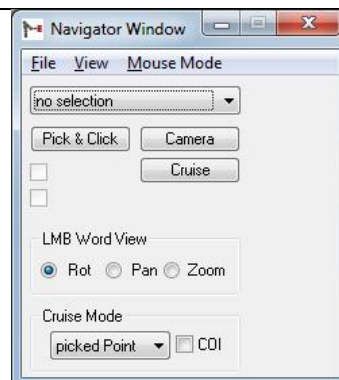 Navigator Window
File View Mouse Mode
no selection
Pick & Click Camera
Cruise
LMB Word View
Rot Pan Zoom
Cruise Mode
picked Point COI